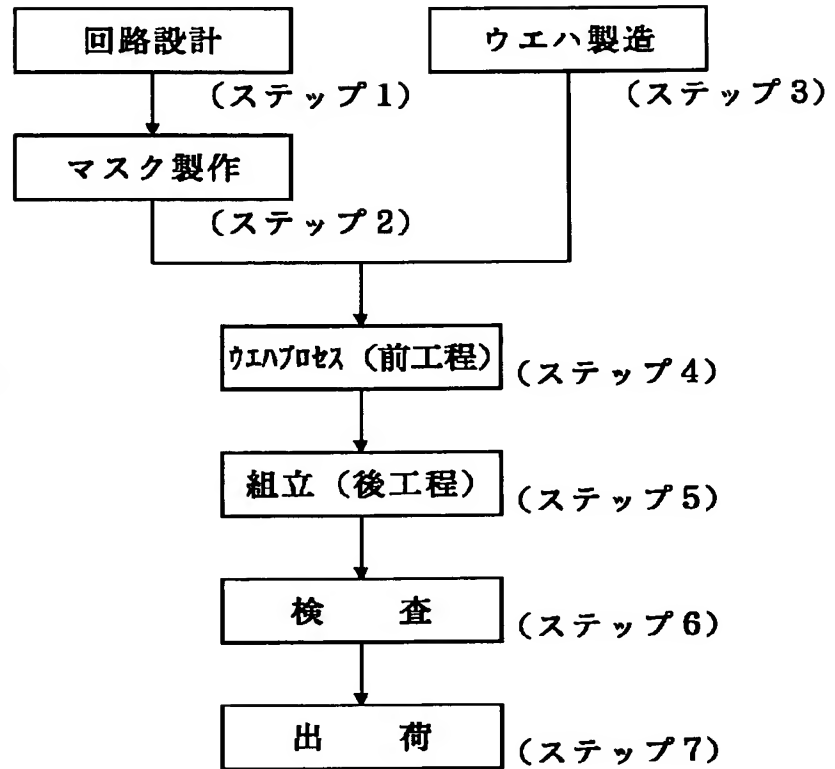 回路設計
(ステップ1)
ウエハ製造
(ステップ3)
マスク製作
(ステップ2)
ウエハプロセス(前工程)
(ステップ4)
組立(後工程)
(ステップ5)
検　　査
(ステップ6)
出　　荷
(ステップ7)